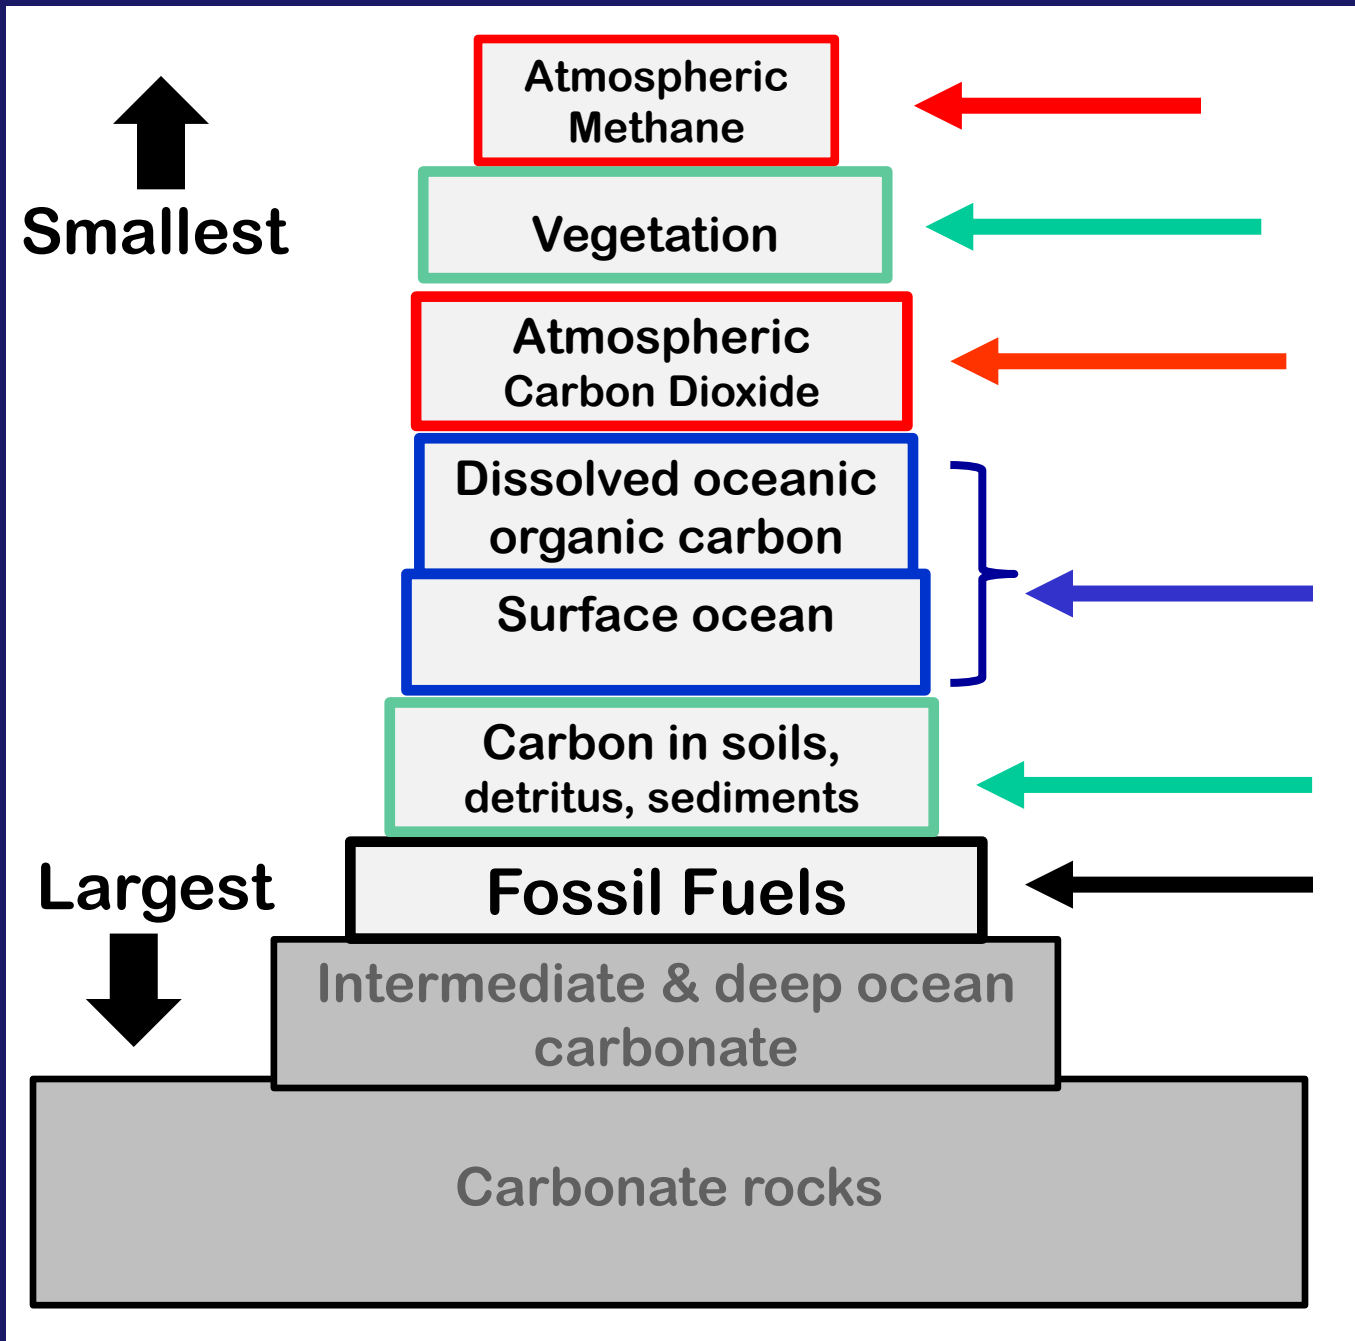 Atmospheric
Methane
Smallest
Vegetation
Atmospheric
Carbon Dioxide
Dissolved oceanic
organic carbon
Surface ocean
Carbon in soils,
detritus, sediments
Largest
Fossil Fuels
Intermediate & deep ocean
carbonate
Carbonate rocks